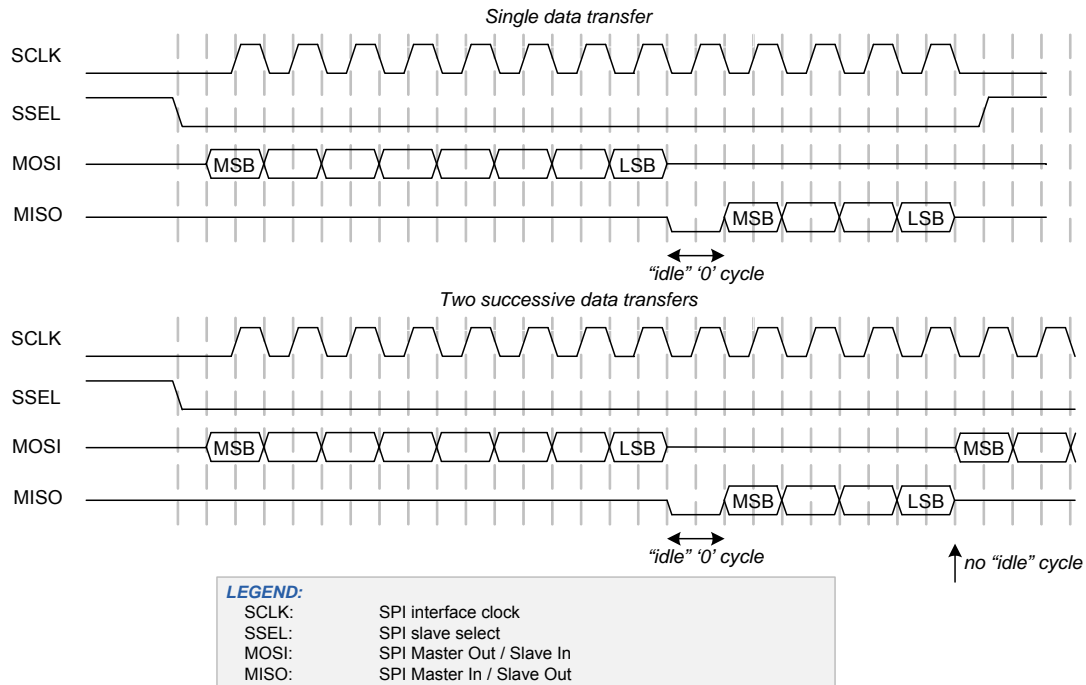 Single data transfer
SCLK
SSEL
MOSI MSB LSB
MISO MSB LSB
“idle” ‘0’ cycle
Two successive data transfers
SCLK
SSEL
MOSI MSB LSB MSB
MISO MSB LSB
“idle” ‘0’ cycle no “idle” cycle
LEGEND:
SCLK: SPI interface clock
SSEL: SPI slave select
MOSI: SPI Master Out / Slave In
MISO: SPI Master In / Slave Out